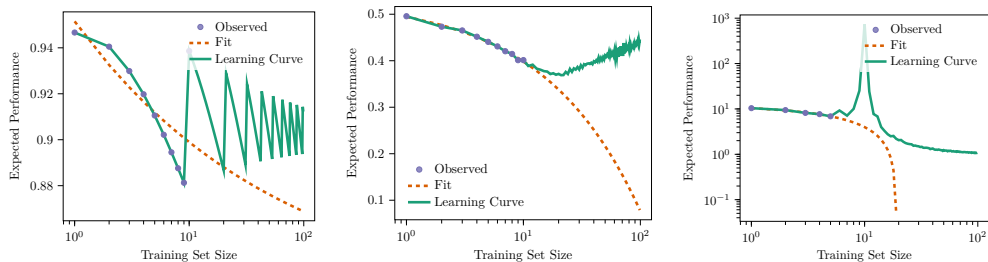 Expected Performance
0.94
0.92
0.9
0.88
10^0
10^1
10^2
Training Set Size
Observed
Fit
Learning Curve
Expected Performance
0.5
0.4
0.3
0.2
0.1
10^0
10^1
10^2
Training Set Size
Observed
Fit
Learning Curve
Expected Performance
10^3
10^2
10^1
10^0
10^−1
10^0
10^1
10^2
Training Set Size
Observed
Fit
Learning Curve